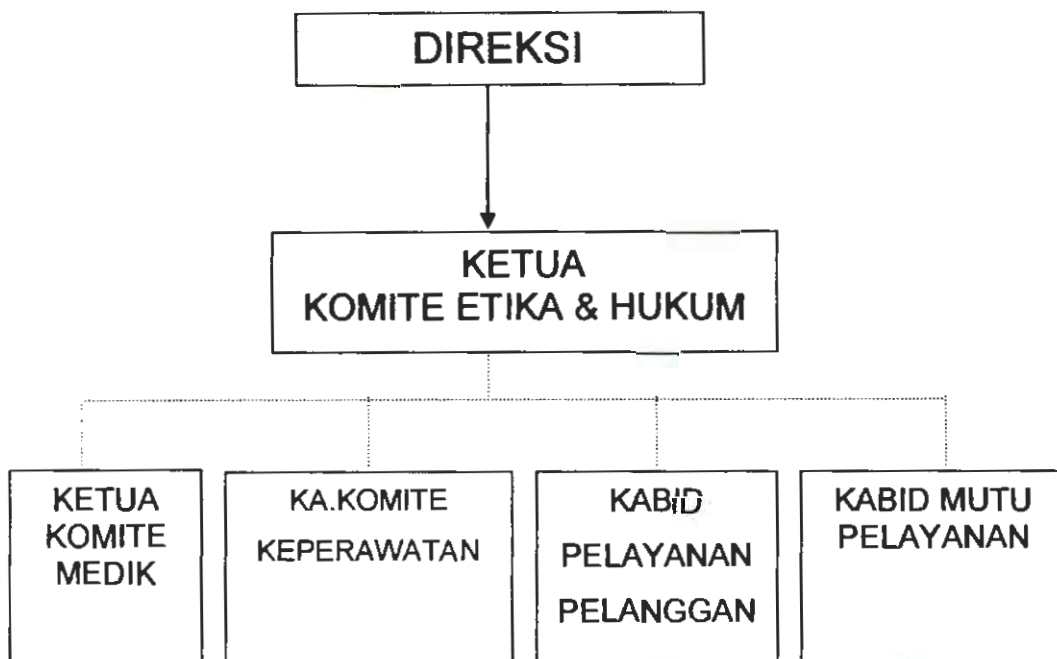 DIREKSI
KETUA
KOMITE ETIKA & HUKUM
KETUA
KOMITE
MEDIK
KA.KOMITE
KEPERAWATAN
KABID
PELAYANAN
PELANGGAN
KABID MUTU
PELAYANAN